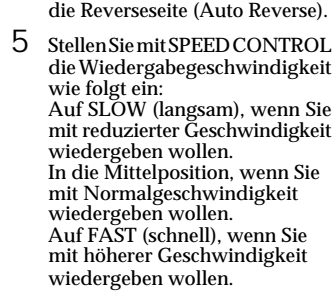 die Reverseseite (Auto Reverse).
5 Stellen Sie mit SPEED CONTROL
die Wiedergabegeschwindigkeit
wie folgt ein:
Auf SLOW (langsam), wenn Sie
mit reduzierter Geschwindigkeit
wiedergeben wollen.
In die Mittelposition, wenn Sie
mit Normalgeschwindigkeit
wiedergeben wollen.
Auf FAST (schnell), wenn Sie
mit höherer Geschwindigkeit
wiedergeben wollen.